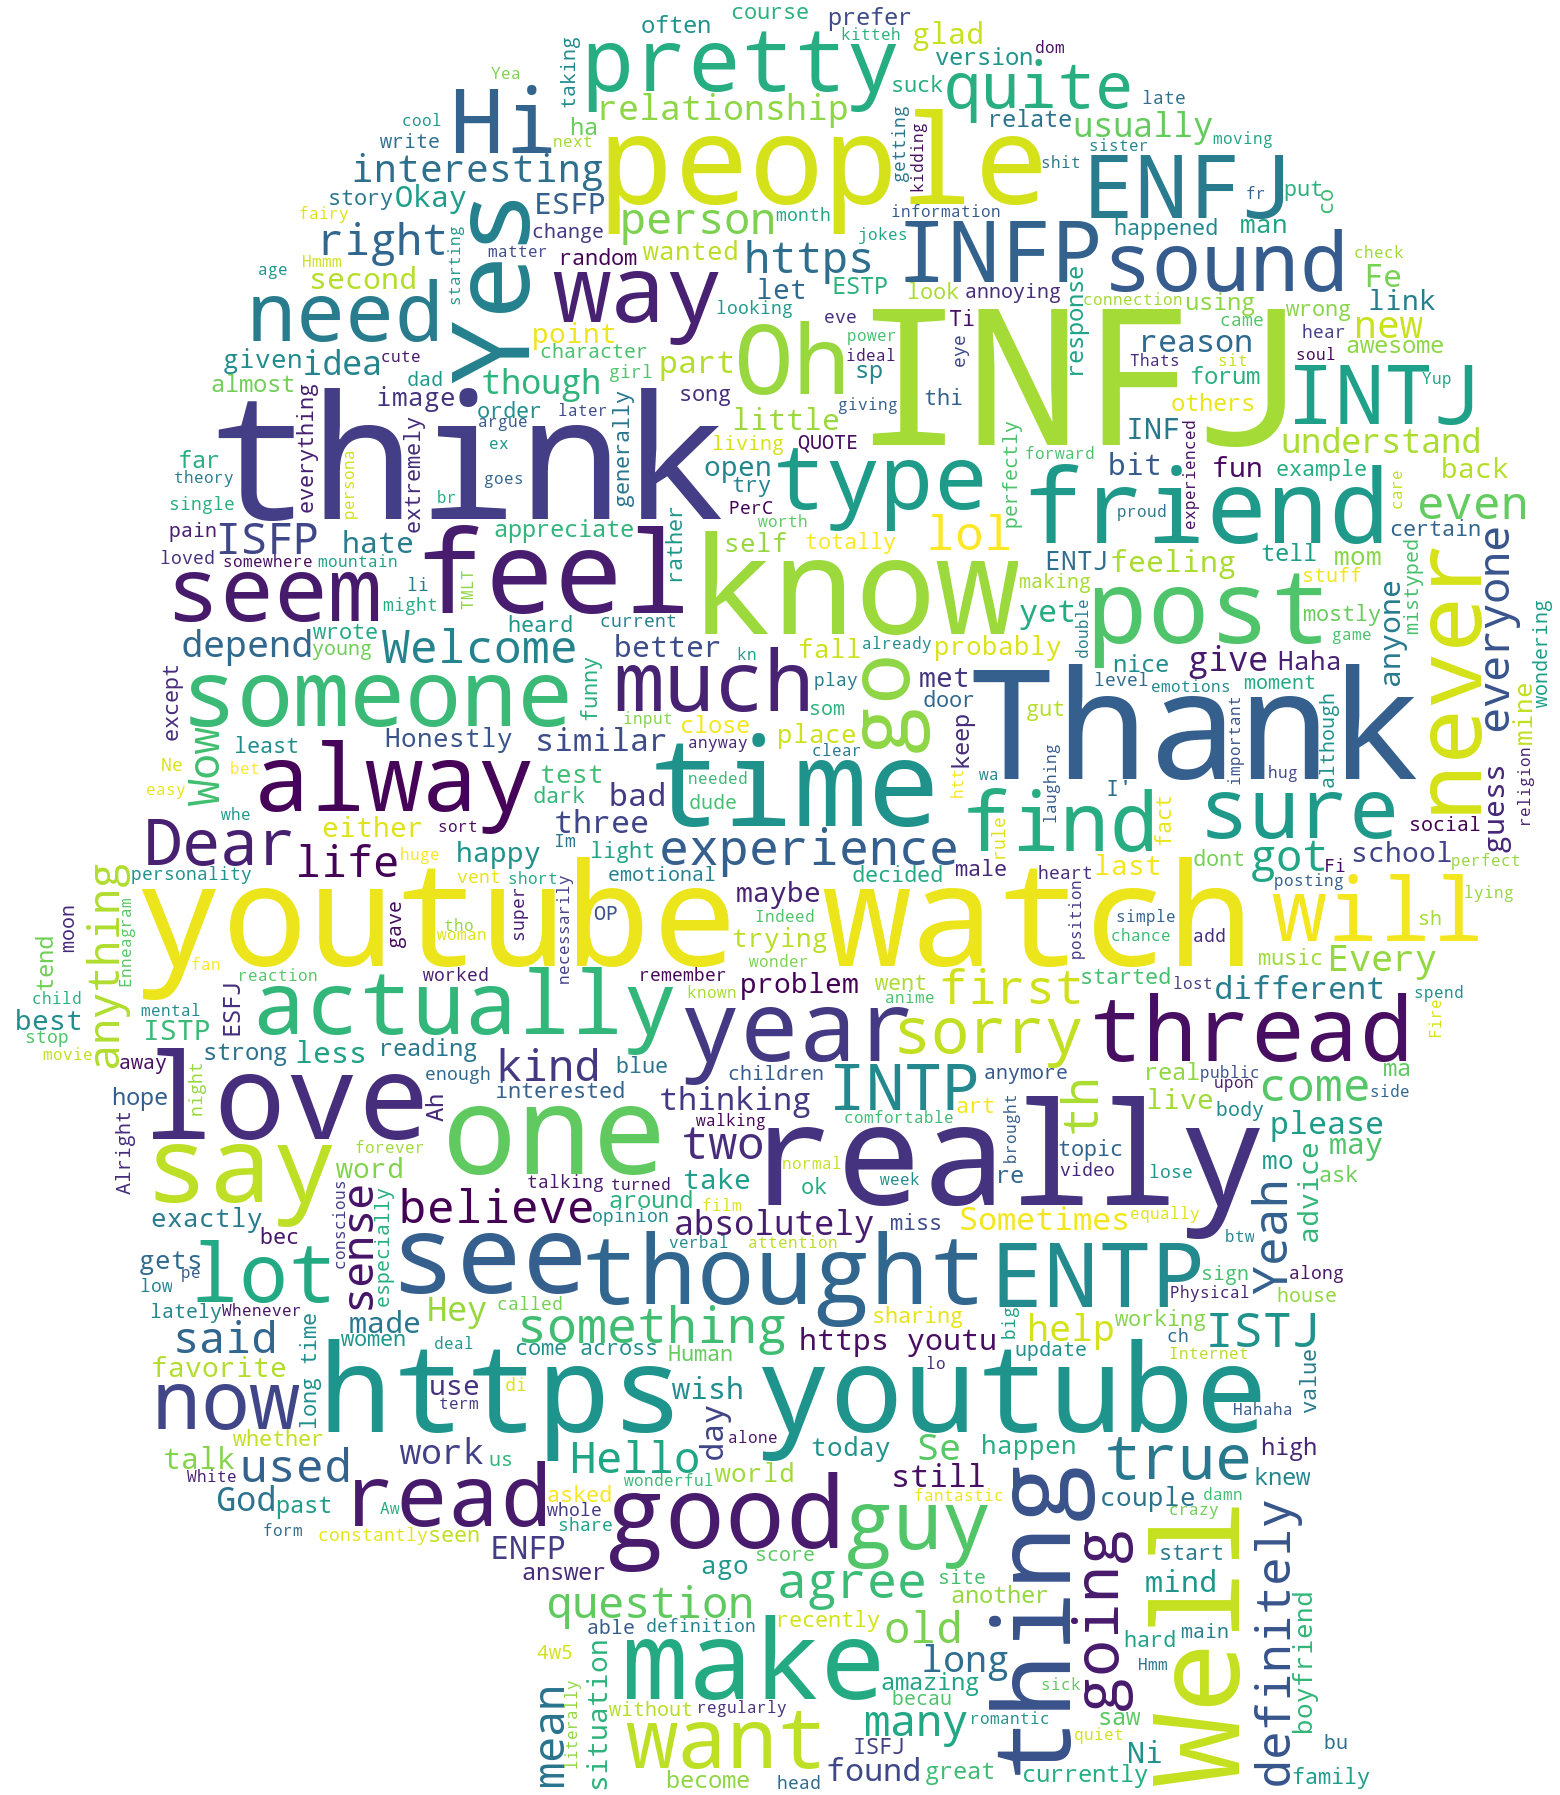 course
prefer
often
kitteh
glad
pretty
version
dom
Yea
taking
suck
quite
late
Hi
relationship
cool
write
next
ha
people
getting
kidding
relate
usually
moving
sister
shit
interesting
ENFJ
story
Okay
ESFP
Yes
person
month
information
fr
put
co
fairy
right
change
jokes
INFP
happened
man
sound
Hmmm
matter
random
wanted
https
check
age
second
starting
way
let
ESTP
look
annoying
connection
using
wrong
Fe
link
need
looking
response
came
given
idea
cute
point
character
part
Oh
eve
power
Ti
INFJ
reason
hear
new
almost
dad
though
girl
ideal
eye
Thats
sit
soul
awesome
image
order
later
song
sp
thi
forum
INTJ
Yup
think
argue
little
giving
others
everything
ex
generally
living
QUOTE
INF
understand
far
theory
persona
extremely
goes
open
type
perfectly
forward
bit
fun
example
back
single
br
try
PerC
friend
experienced
care
even
pain
ISFP
hate
appreciate
worth
proud
certain
loved
somewhere
mountain
feel
rather
self
totally
lol
ENTJ
feeling
tell
mom
mistyped
seem
li
know
making
stuff
never
everyone
might
TMLT
current
yet
post
mostly
wondering
depend
wrote
heard
better
kn
fall
already
probably
double
game
young
Welcome
much
nice
give
Haha
anyone
except
someone
funny
play
go
met
level
emotions
moment
input
som
door
Thank
gut
Wow
least
Honestly
similar
close
place
keep
important
although
mine
Ne
bet
alway
anyway
clear
test
time
needed
wa
I'
hug
religion
easy
dark
bad
dude
htt
laughing
whe
either
sort
three
find
sure
guess
social
Dear
life
huge
happy
Im
light
experience
rule
fact
dont
got
Fi
school
perfect
personality
vent
short
emotional
decided
male
heart
last
posting
anything
youtube
watch
will
lying
moon
Enneagram
gave
tho
super
necessarily
OP
maybe
Indeed
position
simple
sh
tend
woman
trying
chance
add
fan
wonder
music
Every
child
reaction
worked
remember
problem
went
first
started
lost
different
spend
best
mental
actually
known
anime
stop
ISTP
ESFJ
year
sorry
thread
Fire
movie
away
strong
less
reading
kind
blue
children
INTP
anymore
real
public
ma
night
love
enough
interested
thinking
th
upon
come
side
hope
Ah
walking
comfortable
art
brought
live
body
Alright
one
two
really
topic
please
say
forever
word
normal
video
lose
mo
may
talking
turned
take
ok
week
re
ask
conscious
sense
believe
around
film
advice
exactly
opinion
absolutely
miss
Sometimes
equally
Yeah
bec
especially
verbal
attention
btw
gets
lot
see
thought
ENTP
sign
along
low
pe
Physical
house
lately
Whenever
Hey
called
sharing
big
working
said
long time
made
something
help
ISTJ
women
deal
come across
Human
https youtu
update
ch
Internet
value
favorite
lo
now
https youtube
use
di
wish
term
Hahaha
whether
day
alone
talk
used
work
us
Hello
today
Se
happen
true
high
White
wonderful
world
still
knew
God
past
read
asked
good
fantastic
thing
couple
damn
Aw
whole
guy
crazy
form
constantly
seen
share
Well
ENFP
score
going
start
definitely
answer
ago
agree
site
mind
question
another
able
definition
recently
old
hard
main
boyfriend
4w5
situation
make
long
Hmm
amazing
sick
mean
literally
without
regularly
becau
want
many
romantic
saw
quiet
ISFJ
Ni
bu
become
head
found
great
currently
family